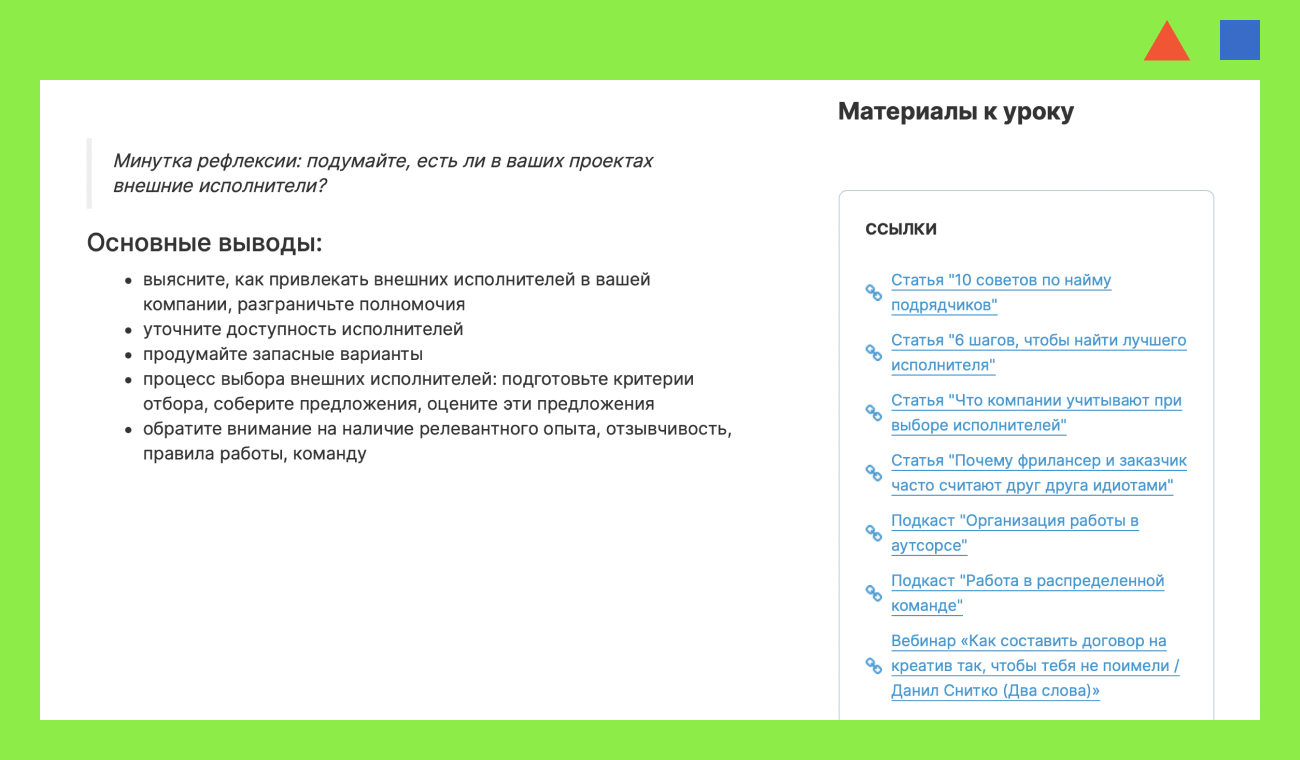 Минутка рефлексии: подумайте, есть ли в ваших проектах
внешние исполнители?
Основные выводы:
• выясните, как привлекать внешних исполнителей в вашей
компании, разграничьте полномочия
• уточните доступность исполнителей
• продумайте запасные варианты
• процесс выбора внешних исполнителей: подготовьте критерии
отбора, соберите предложения, оцените эти предложения
• обратите внимание на наличие релевантного опыта, отзывчивость,
правила работы, команду
Материалы к уроку
ССЫЛКИ
Статья "10 советов по найму
подрядчиков"
Статья "6 шагов, чтобы найти лучшего
исполнителя"
Статья "Что компании учитывают при
выборе исполнителей"
Статья "Почему фрилансер и заказчик
часто считают друг друга идиотами"
Подкаст "Организация работы в
аутсорсе"
Подкаст "Работа в распределенной
команде"
Вебинар «Как составить договор на
креатив так, чтобы тебя не поимели /
Данил Снитко (Два слова)»